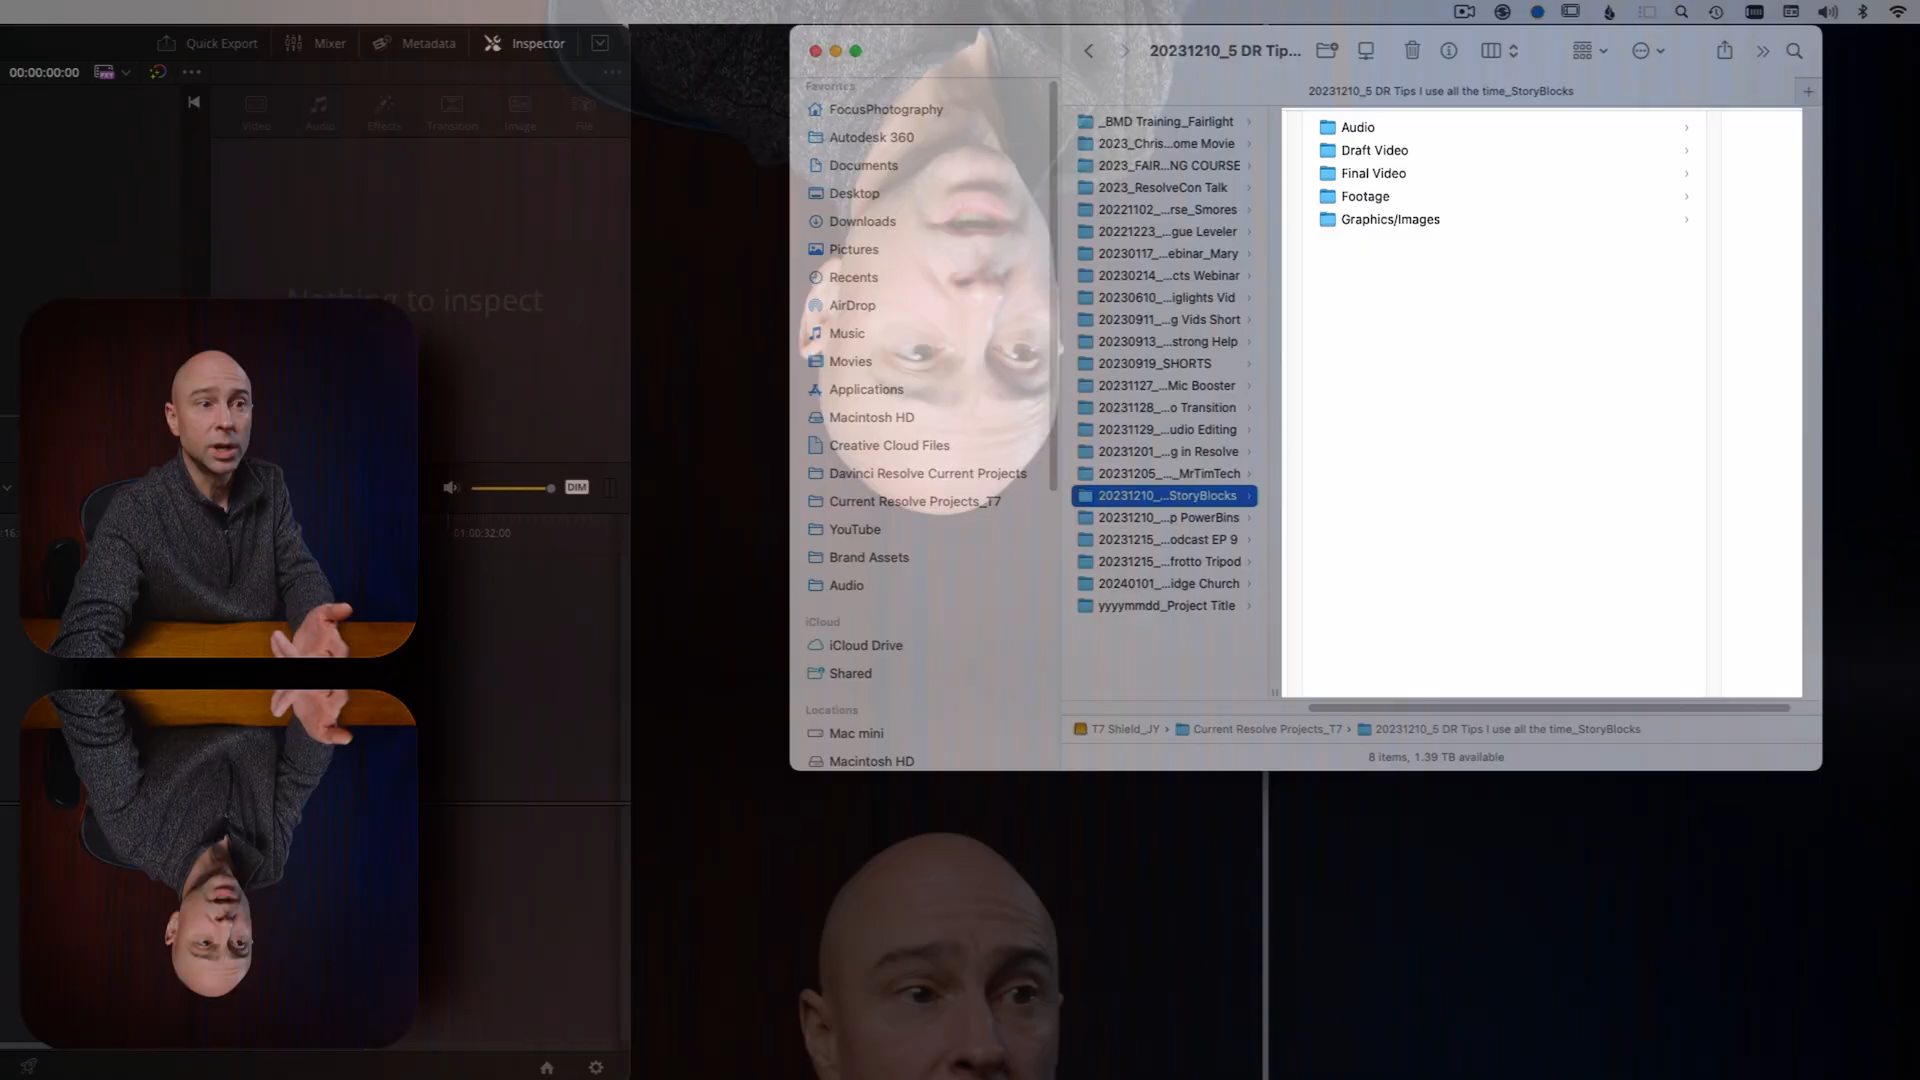 Quick Export
Mixer
Metadata
Inspector
00:00:00:00
Video
Audio
Effects
Transition
Image
File
Nothing to inspect
DIM
01:00:32:00
20231210_5 DR Tip...
20231210_5 DR Tips I use all the time_StoryBlocks
Favorites
FocusPhotography
Autodesk 360
Documents
Desktop
Downloads
Pictures
Recents
AirDrop
Music
Movies
Applications
Macintosh HD
Creative Cloud Files
Davinci Resolve Current Projects
Current Resolve Projects_T7
YouTube
Brand Assets
Audio
iCloud
iCloud Drive
Shared
Locations
Mac mini
Macintosh HD
_BMD Training_Fairlight
2023_Chris...ome Movie
2023_FAIR...NG COURSE
2023_ResolveCon Talk
20221102_...rse_Smores
20221223_...gue Leveler
20230117_...ebinar_Mary
20230214_...cts Webinar
20230610_...iglights Vid
20230911_...g Vids Short
20230913_...strong Help
20230919_SHORTS
20231127_...Mic Booster
20231128_...o Transition
20231129_...udio Editing
20231201_...g in Resolve
20231205_..._MrTimTech
20231210_...StoryBlocks
20231210_...p PowerBins
20231215_...odcast EP 9
20231215_...frotto Tripod
20240101_...idge Church
yyyymmdd_Project Title
Audio
Draft Video
Final Video
Footage
Graphics/Images
T7 Shield_JY › Current Resolve Projects_T7 › 20231210_5 DR Tips I use all the time_StoryBlocks
8 items, 1.39 TB available